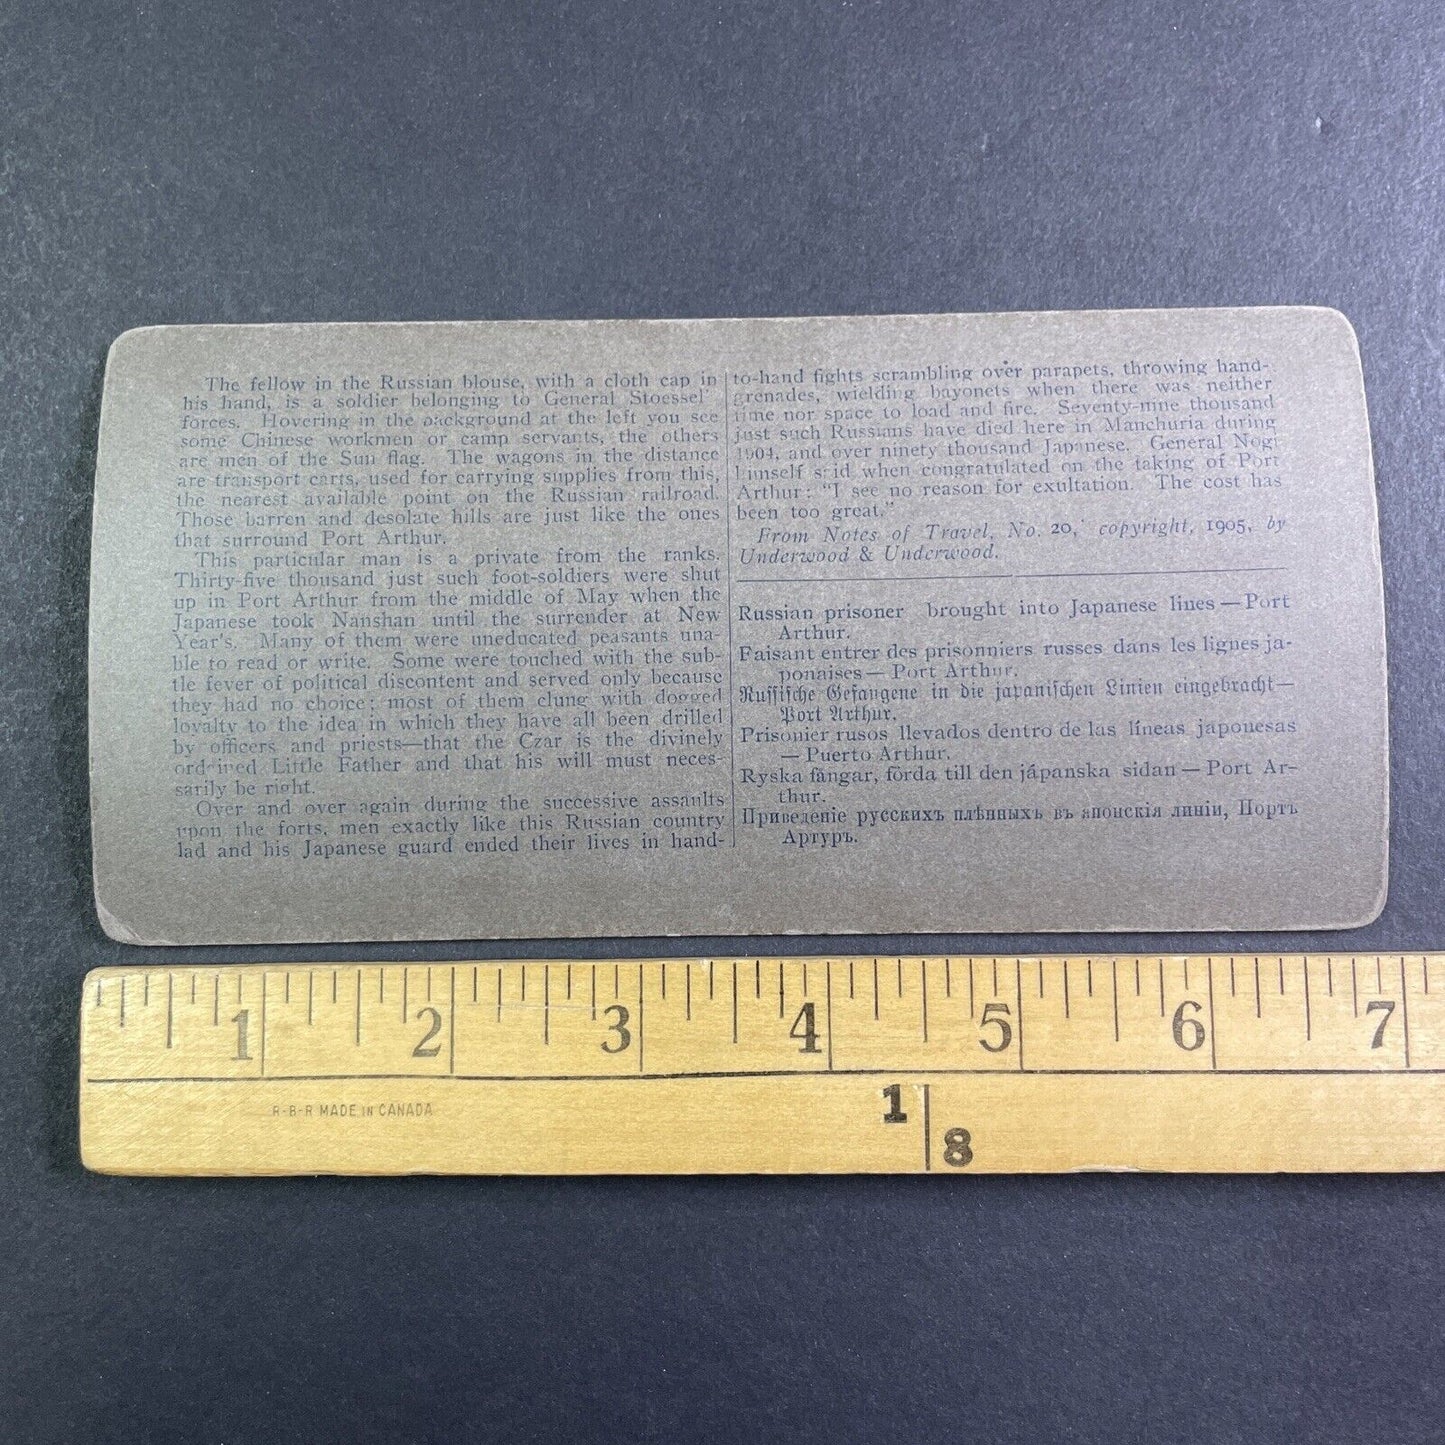 The fellow in the Russian blouse, with a cloth cap in
his hand, is a soldier belonging to General Stoessel'
forces. Hovering in the background at the left you see
some Chinese workmen or camp servants, the others
are men of the Sun flag. The wagons in the distance
are transport carts, used for carrying supplies from this,
the nearest available point on the Russian railroad.
Those barren and desolate hills are just like the ones
that surround Port Arthur.
This particular man is a private from the ranks.
Thirty-five thousand just such foot-soldiers were shut
up in Port Arthur from the middle of May when the
Japanese took Nanshan until the surrender at New
Year's. Many of them were uneducated peasants una-
ble to read or write. Some were touched with the sub-
tle fever of political discontent and served only because
they had no choice; most of them clung with dogged
loyalty to the idea in which they have all been drilled
by officers and priests—that the Czar is the divinely
ordained Little Father and that his will must neces-
sarily be right.
Over and over again during the successive assaults
upon the forts, men exactly like this Russian country
lad and his Japanese guard ended their lives in hand-
to-hand fights scrambling over parapets, throwing hand-
grenades, wielding bayonets when there was neither
time nor space to load and fire. Seventy-nine thousand
just such Russians have died here in Manchuria during
1904, and over ninety thousand Japanese. General Nogi
himself said when congratulated on the taking of Port
Arthur: "I see no reason for exultation. The cost has
been too great."
From Notes of Travel, No. 20, copyright, 1905, by
Underwood & Underwood.
Russian prisoner brought into Japanese lines—Port
Arthur.
Faisant entrer des prisonniers russes dans les lignes ja-
ponaises—Port Arthur.
Russische Gefangene in die japanischen Linien eingebracht—
Port Arthur.
Prisonier rusos llevados dentro de las líneas japonesas
—Puerto Arthur.
Ryska fångar, förda till den jápanska sidan—Port Ar-
thur.
Приведеніе русскихъ плѣнныхъ въ японскія линіи, Портъ
Артуръ.
1 2 3 4 5 6 7
R-B-R MADE IN CANADA
1
8